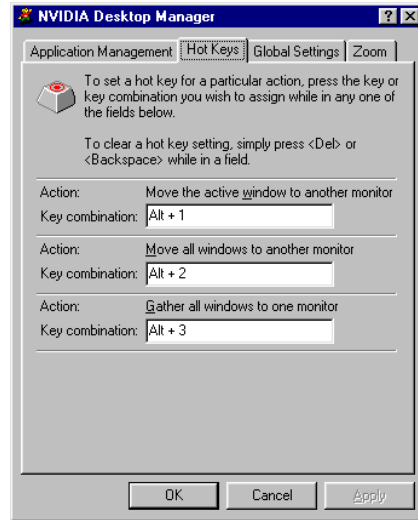 NVIDIA Desktop Manager
Application Management Hot Keys Global Settings Zoom
To set a hot key for a particular action, press the key or
key combination you wish to assign while in any one of
the fields below.
To clear a hot key setting, simply press <Del> or
<Backspace> while in a field.
Action: Move the active window to another monitor
Key combination: Alt + 1
Action: Move all windows to another monitor
Key combination: Alt + 2
Action: Gather all windows to one monitor
Key combination: Alt + 3
OK Cancel Apply